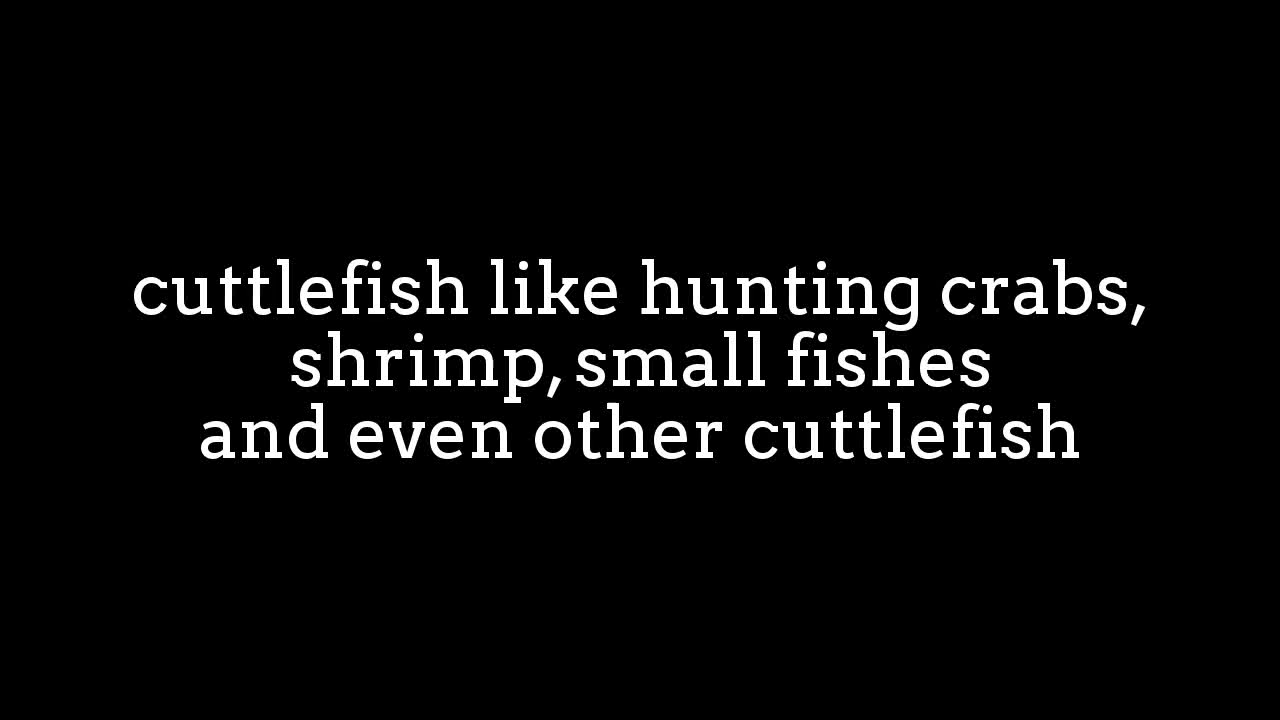 cuttlefish like hunting crabs,
shrimp, small fishes
and even other cuttlefish